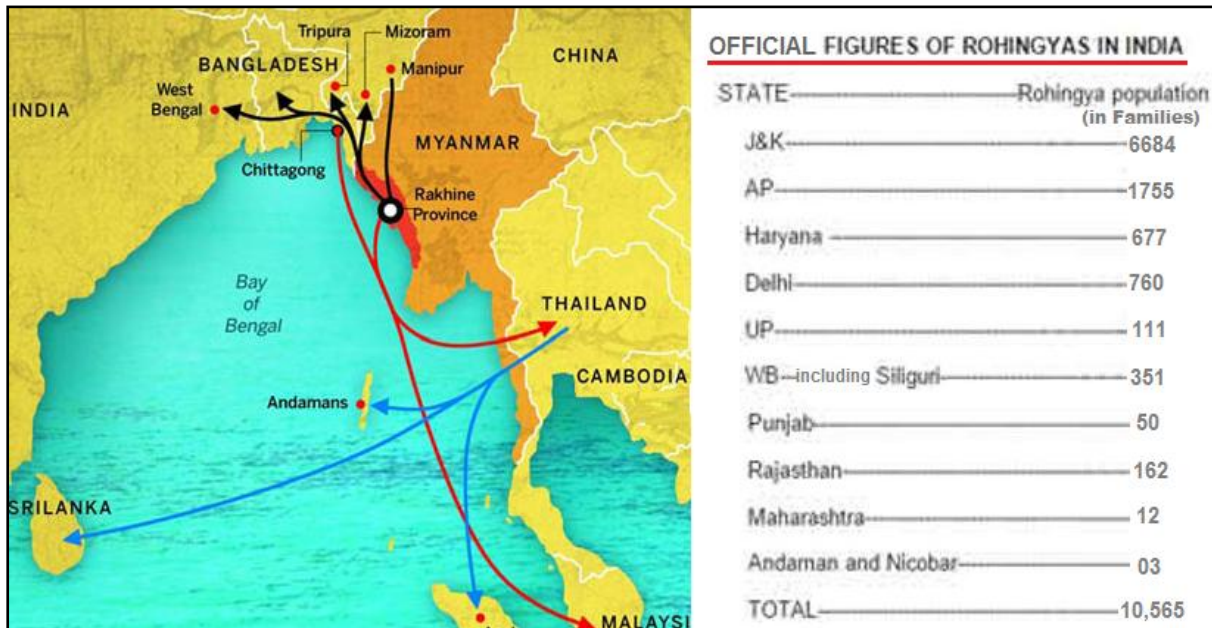 Tripura
Mizoram
CHINA
BANGLADESH
Manipur
West
Bengal
INDIA
MYANMAR
Chittagong
Rakhine
Province
Bay
of
Bengal
THAILAND
CAMBODIA
Andamans
SRILANKA
MALAYSI
OFFICIAL FIGURES OF ROHINGYAS IN INDIA
STATE Rohingya population
(in Families)
J&K 6684
AP 1755
Haryana 677
Delhi 760
UP 111
WB including Siliguri 351
Punjab 50
Rajasthan 162
Maharashtra 12
Andaman and Nicobar 03
TOTAL 10,565